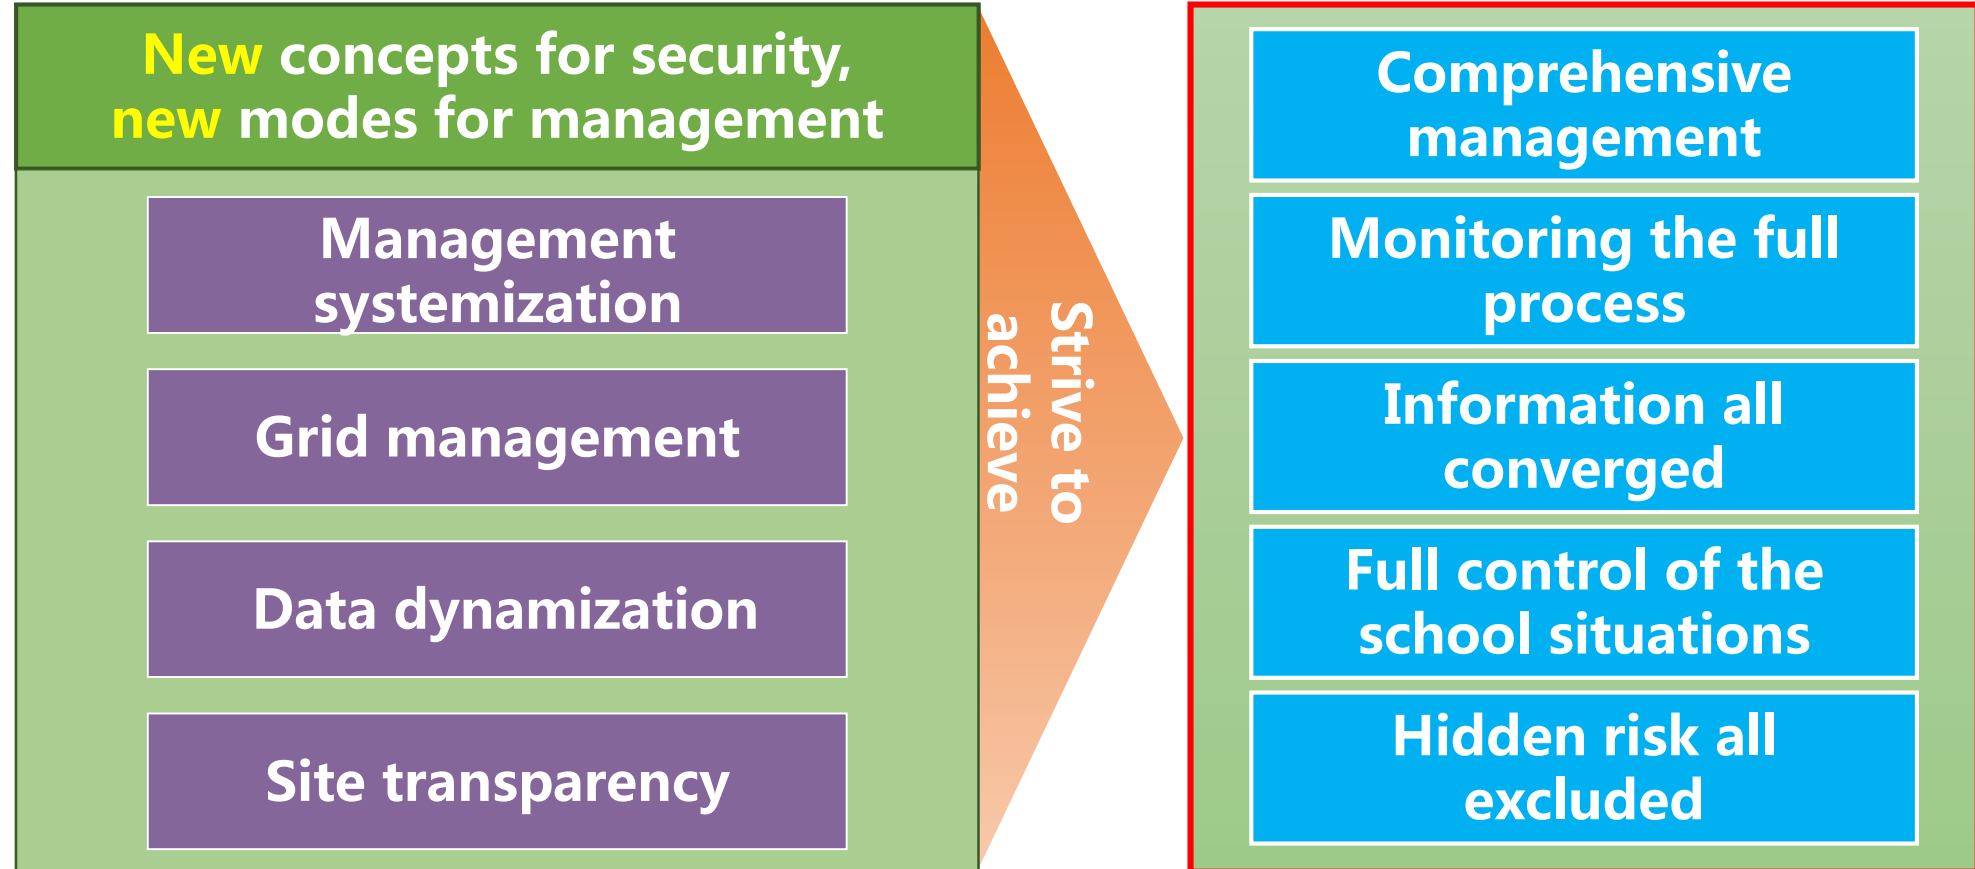 New concepts for security,
new modes for management
Management
systemization
Grid management
Data dynamization
Site transparency
Strive to
achieve
Comprehensive
management
Monitoring the full
process
Information all
converged
Full control of the
school situations
Hidden risk all
excluded